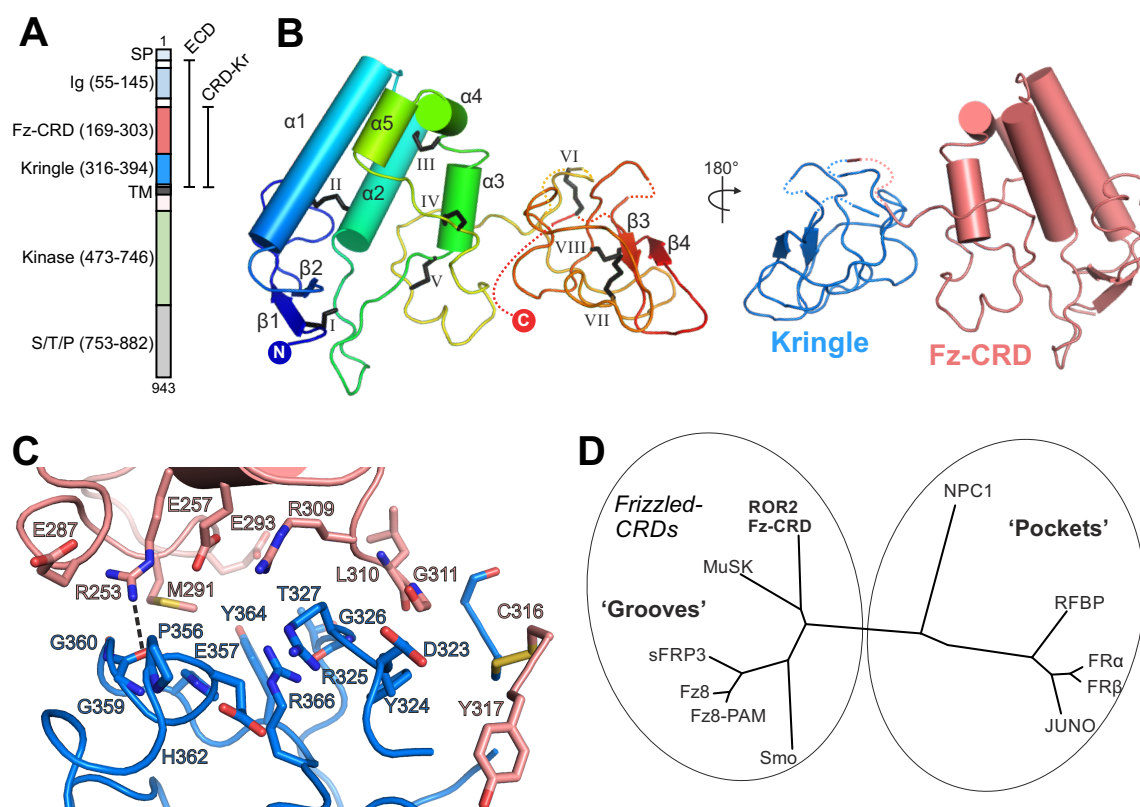 A
1
SP
ECD
Ig (55-145)
CRD-Kr
Fz-CRD (169-303)
Kringle (316-394)
TM
Kinase (473-746)
S/T/P (753-882)
943
B
α1
α5
α4
III
II
α2
α3
IV
V
β2
β1
I
N
VI
β3
VIII
β4
VII
C
180°
Kringle
Fz-CRD
C
E287
E257
E293
R309
R253
M291
L310
G311
T327
C316
G360
P356
Y364
G326
E357
D323
R325
G359
R366
Y324
Y317
H362
D
Frizzled-
CRDs
ROR2
Fz-CRD
NPC1
'Pockets'
MuSK
'Grooves'
RFBP
sFRP3
FRα
Fz8
FRβ
Fz8-PAM
JUNO
Smo